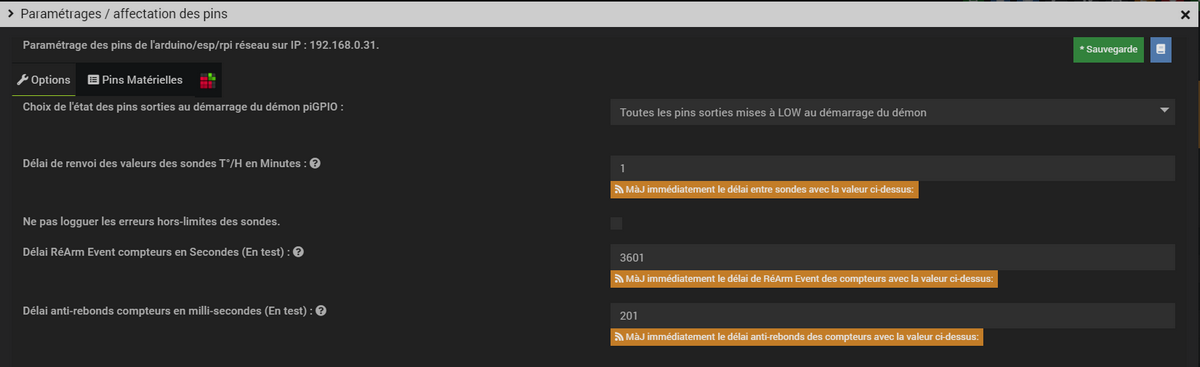 Paramétrages / affectation des pins
Paramétrage des pins de l'arduino/esp/rpi réseau sur IP : 192.168.0.31.
* Sauvegarde
Options
Pins Matérielles
Choix de l'état des pins sorties au démarrage du démon piGPIO :
Toutes les pins sorties mises à LOW au démarrage du démon
Délai de renvoi des valeurs des sondes T°/H en Minutes :
1
MàJ immédiatement le délai entre sondes avec la valeur ci-dessus:
Ne pas logguer les erreurs hors-limites des sondes.
Délai RéArm Event compteurs en Secondes (En test) :
3601
MàJ immédiatement le délai de RéArm Event des compteurs avec la valeur ci-dessus:
Délai anti-rebonds compteurs en milli-secondes (En test) :
201
MàJ immédiatement le délai anti-rebonds des compteurs avec la valeur ci-dessus: